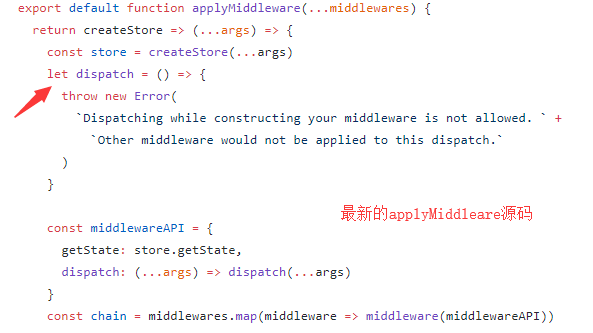 export default function applyMiddleware(...middlewares) {
return createStore => (...args) => {
const store = createStore(...args)
let dispatch = () => {
throw new Error(
`Dispatching while constructing your middleware is not allowed. ` +
`Other middleware would not be applied to this dispatch.`
)
}
最新的applyMiddleare源码
const middlewareAPI = {
getState: store.getState,
dispatch: (...args) => dispatch(...args)
}
const chain = middlewares.map(middleware => middleware(middlewareAPI))